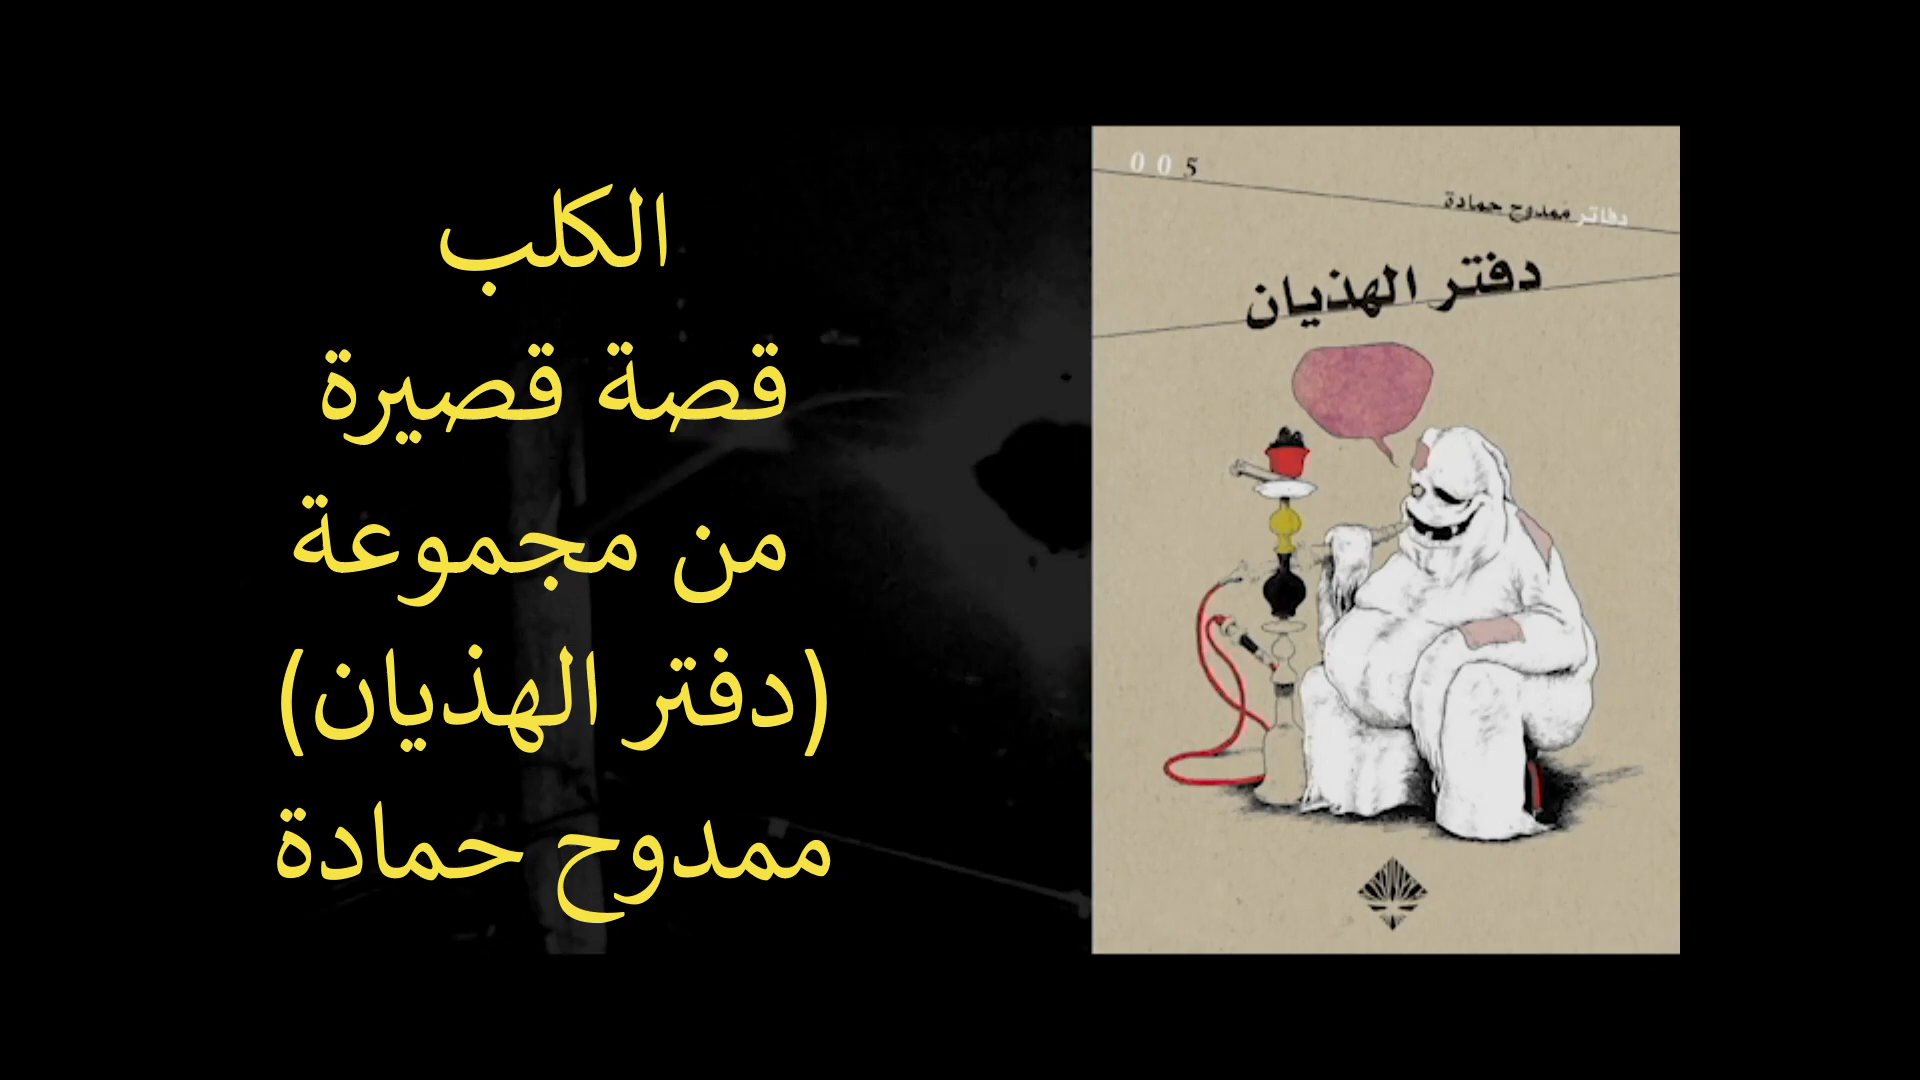 الكلب
قصة قصيرة
من مجموعة
(دفتر الهذيان)
ممدوح حمادة
005
دفاتر ممدوح حمادة
دفتر الهذيان